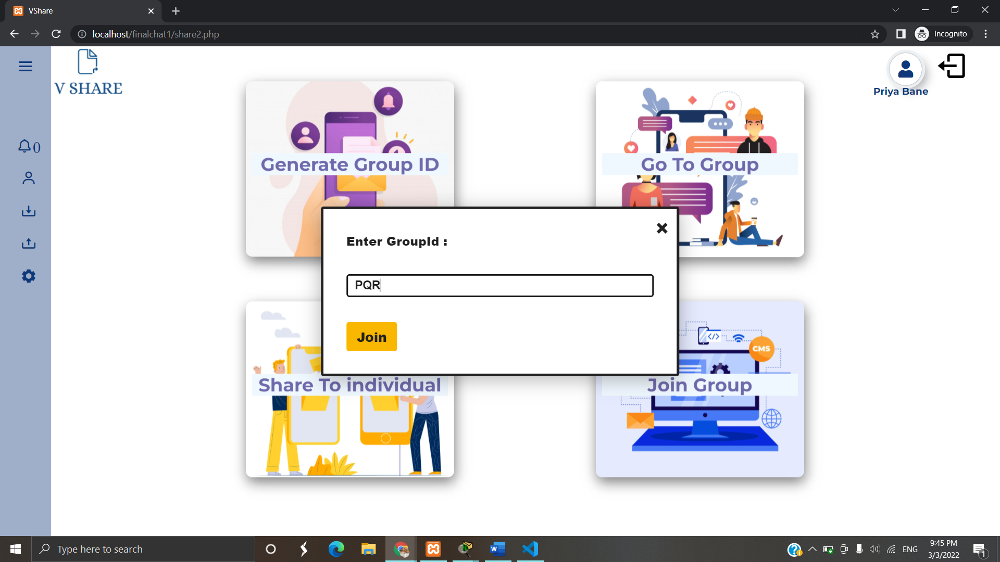 VShare
localhost/finalchat1/share2.php
Incognito
V SHARE
Priya Bane
0
Generate Group ID
Go To Group
Enter GroupId :
PQR
Join
CMS
</>
Share To individual
Join Group
Type here to search
W
ENG
9:45 PM
3/3/2022
1